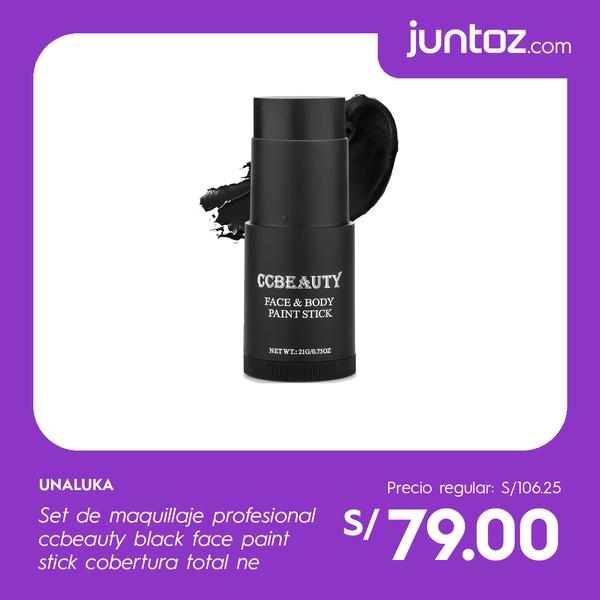 juntoz.com
CCBEAUTY
FACE & BODY
PAINT STICK
NET WT.: 21G/0.75OZ
UNALUKA
Set de maquillaje profesional
ccbeauty black face paint
stick cobertura total ne
Precio regular: S/106.25
S/79.00